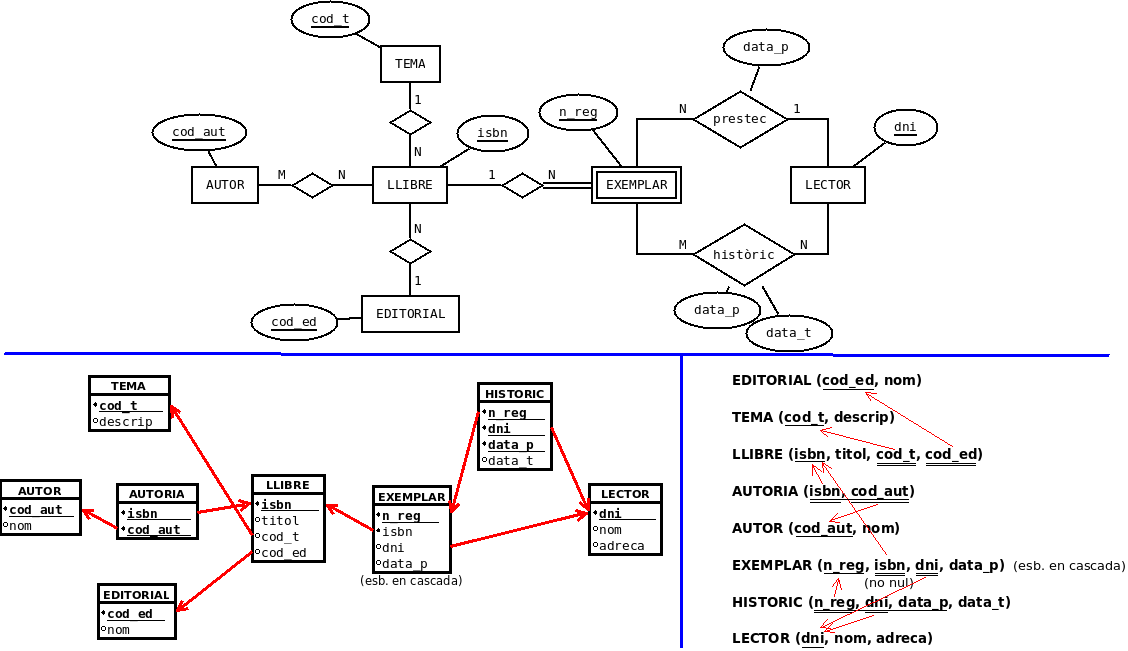 cod_t
TEMA
data_p
1
n_reg
N
prestec
1
cod_aut
isbn
dni
N
AUTOR
M
N
LLIBRE
1
N
EXEMPLAR
LECTOR
N
M
històric
N
1
cod_ed
EDITORIAL
data_p
data_t
TEMA
cod_t
descrip
HISTORIC
n_reg
dni
data_p
data_t
AUTOR
cod_aut
nom
AUTORIA
isbn
cod_aut
LLIBRE
isbn
titol
cod_t
cod_ed
EXEMPLAR
n_reg
isbn
dni
data_p
(esb. en cascada)
LECTOR
dni
nom
adreca
EDITORIAL
cod_ed
nom
EDITORIAL (cod_ed, nom)
TEMA (cod_t, descrip)
LLIBRE (isbn, titol, cod_t, cod_ed)
AUTORIA (isbn, cod_aut)
AUTOR (cod_aut, nom)
EXEMPLAR (n_reg, isbn, dni, data_p) (esb. en cascada)
(no nul)
HISTORIC (n_reg, dni, data_p, data_t)
LECTOR (dni, nom, adreca)